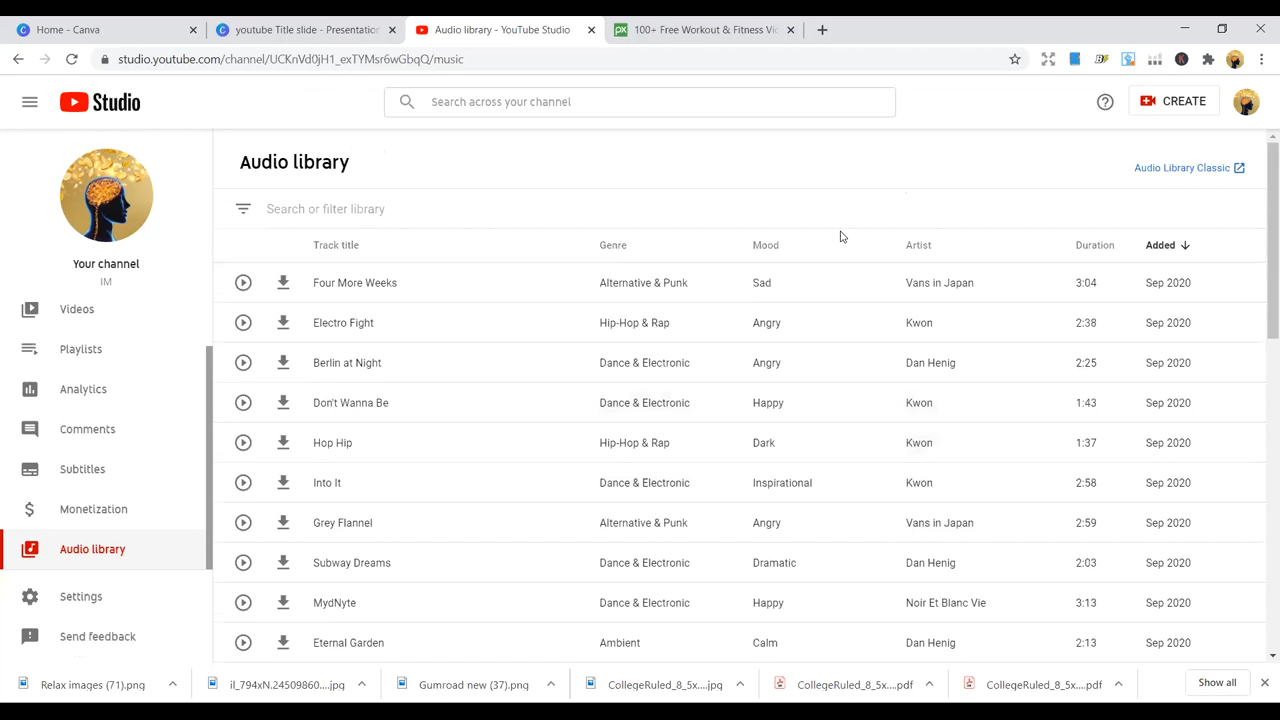 Home - Canva
youtube Title slide - Presentation
Audio library - YouTube Studio
100+ Free Workout & Fitness Vi
studio.youtube.com/channel/UCKnVd0jH1_exTYMsr6wGbqQ/music
Studio
Search across your channel
CREATE
Audio library
Audio Library Classic
Search or filter library
Track title Genre Mood Artist Duration Added
Four More Weeks Alternative & Punk Sad Vans in Japan 3:04 Sep 2020
Electro Fight Hip-Hop & Rap Angry Kwon 2:38 Sep 2020
Berlin at Night Dance & Electronic Angry Dan Henig 2:25 Sep 2020
Don't Wanna Be Dance & Electronic Happy Kwon 1:43 Sep 2020
Hop Hip Hip-Hop & Rap Dark Kwon 1:37 Sep 2020
Into It Dance & Electronic Inspirational Kwon 2:58 Sep 2020
Grey Flannel Alternative & Punk Angry Vans in Japan 2:59 Sep 2020
Subway Dreams Dance & Electronic Dramatic Dan Henig 2:03 Sep 2020
MydNyte Dance & Electronic Happy Noir Et Blanc Vie 3:13 Sep 2020
Eternal Garden Ambient Calm Dan Henig 2:13 Sep 2020
Your channel
IM
Videos
Playlists
Analytics
Comments
Subtitles
Monetization
Audio library
Settings
Send feedback
Relax images (71).png
il_794xN.24509860....jpg
Gumroad new (37).png
CollegeRuled_8_5x....jpg
CollegeRuled_8_5x....pdf
CollegeRuled_8_5x....pdf
Show all